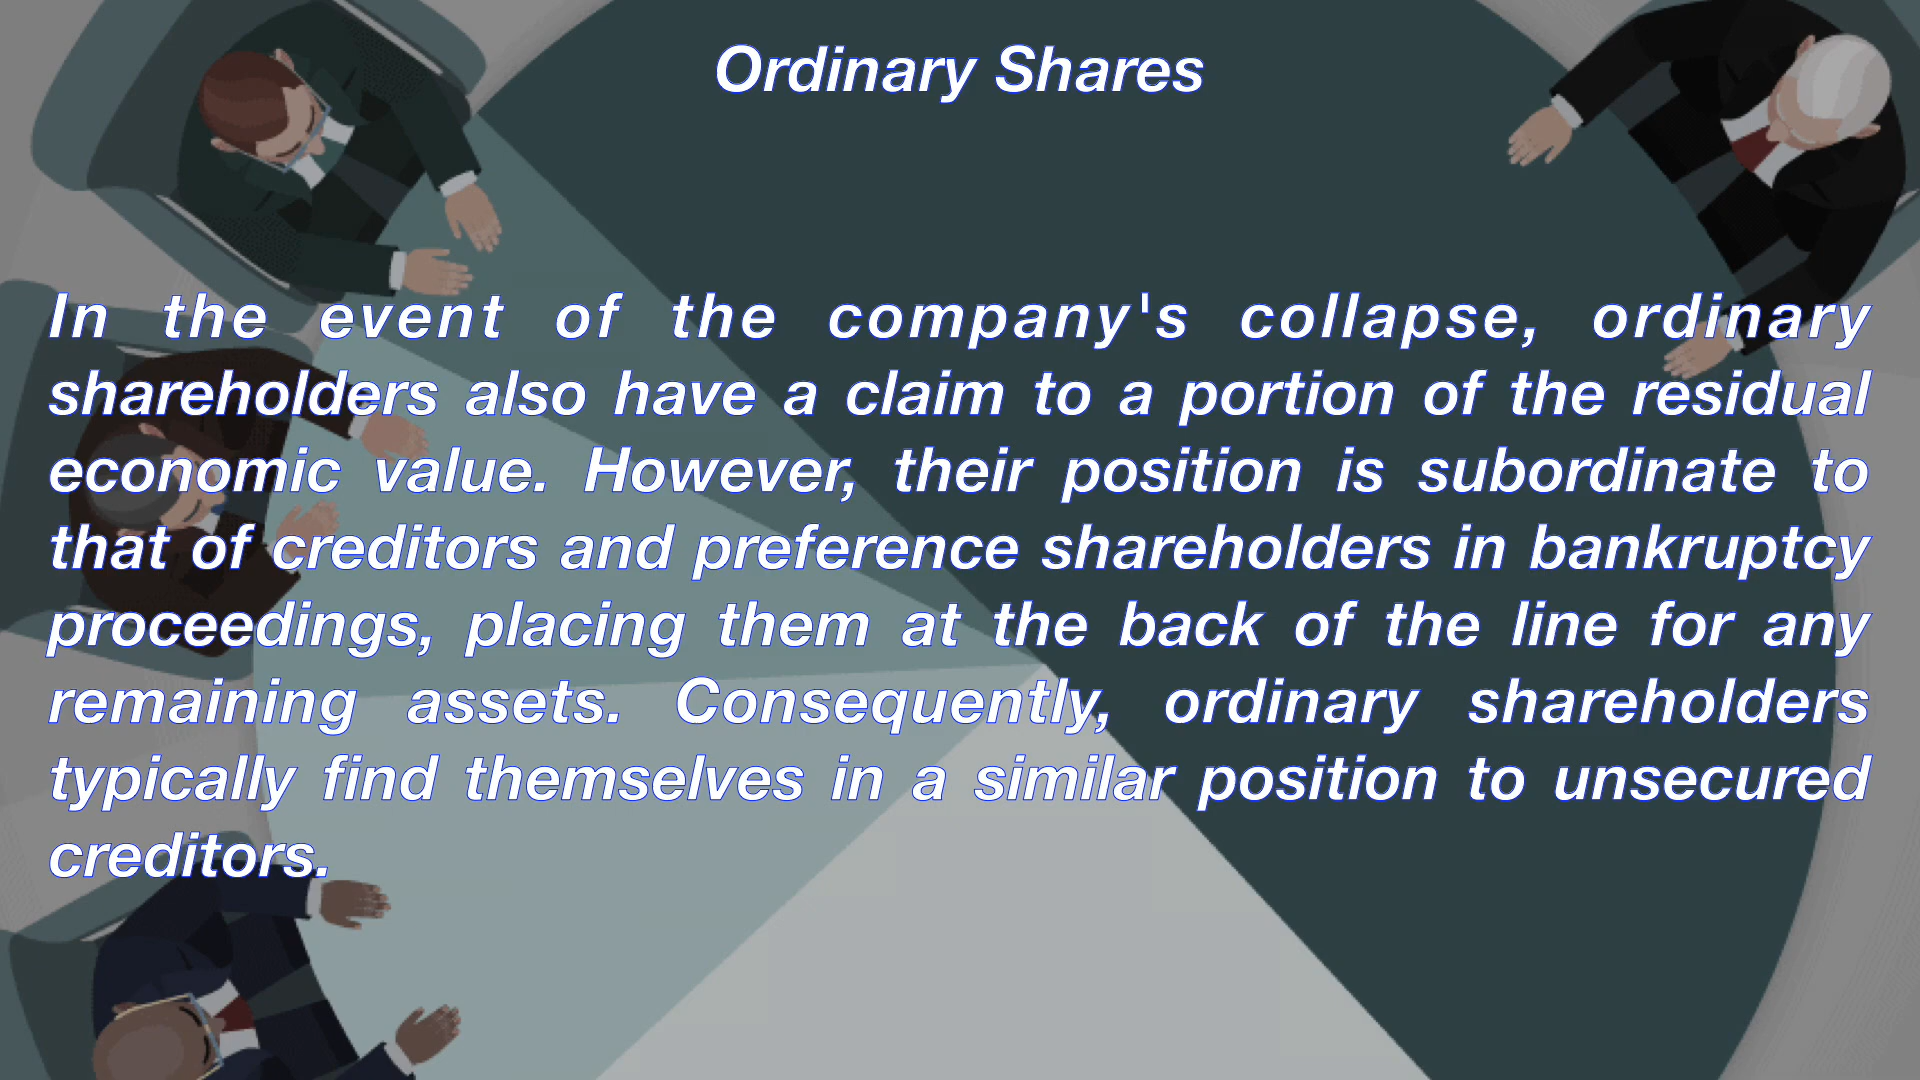 Ordinary Shares
In the event of the company's collapse, ordinary
shareholders also have a claim to a portion of the residual
economic value. However, their position is subordinate to
that of creditors and preference shareholders in bankruptcy
proceedings, placing them at the back of the line for any
remaining assets. Consequently, ordinary shareholders
typically find themselves in a similar position to unsecured
creditors.